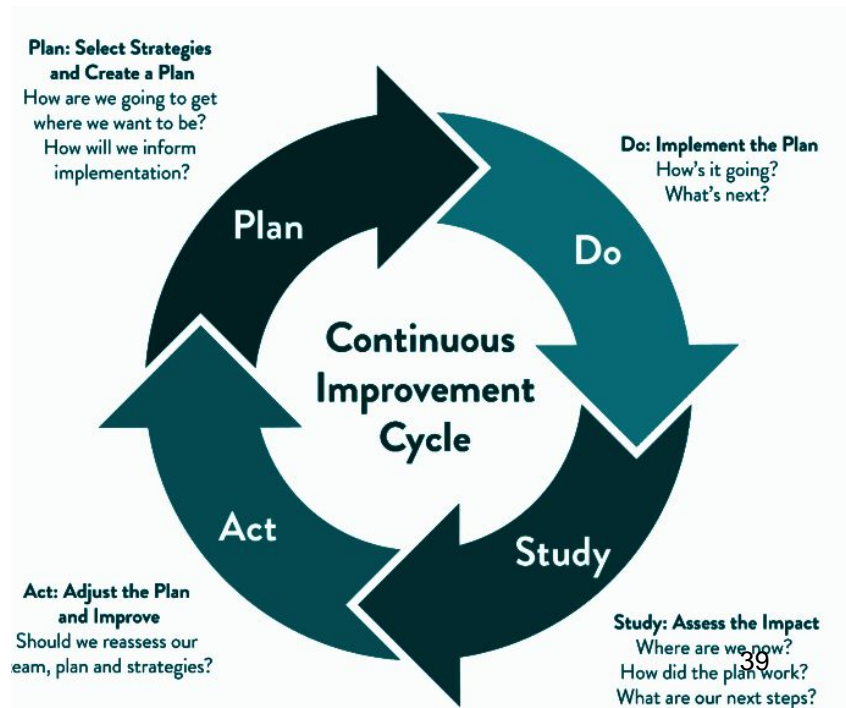 Plan: Select Strategies
and Create a Plan
How are we going to get
where we want to be?
How will we inform
implementation?
Do: Implement the Plan
How's it going?
What's next?
Plan
Do
Continuous
Improvement
Cycle
Act
Study
Act: Adjust the Plan
and Improve
Should we reassess our
eam, plan and strategies?
Study: Assess the Impact
Where are we now?
39
How did the plan work?
What are our next steps?